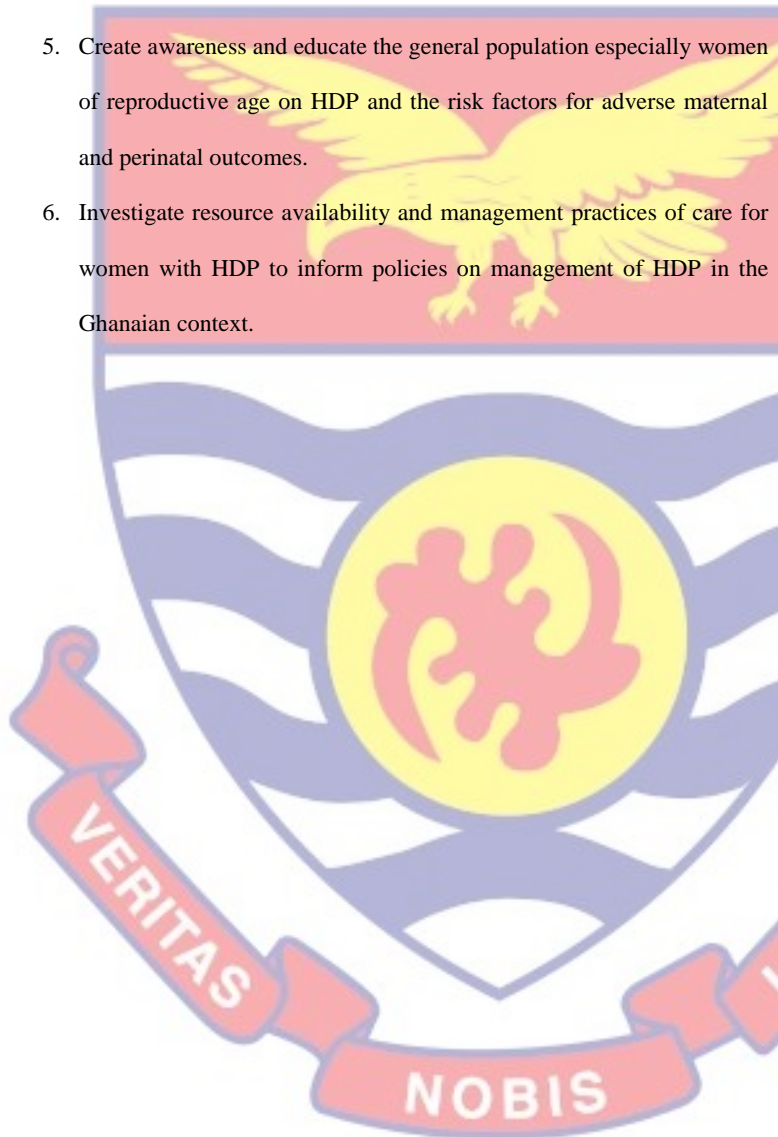 5. Create awareness and educate the general population especially women
of reproductive age on HDP and the risk factors for adverse maternal
and perinatal outcomes.
6. Investigate resource availability and management practices of care for
women with HDP to inform policies on management of HDP in the
Ghanaian context.
VERITAS
NOBIS